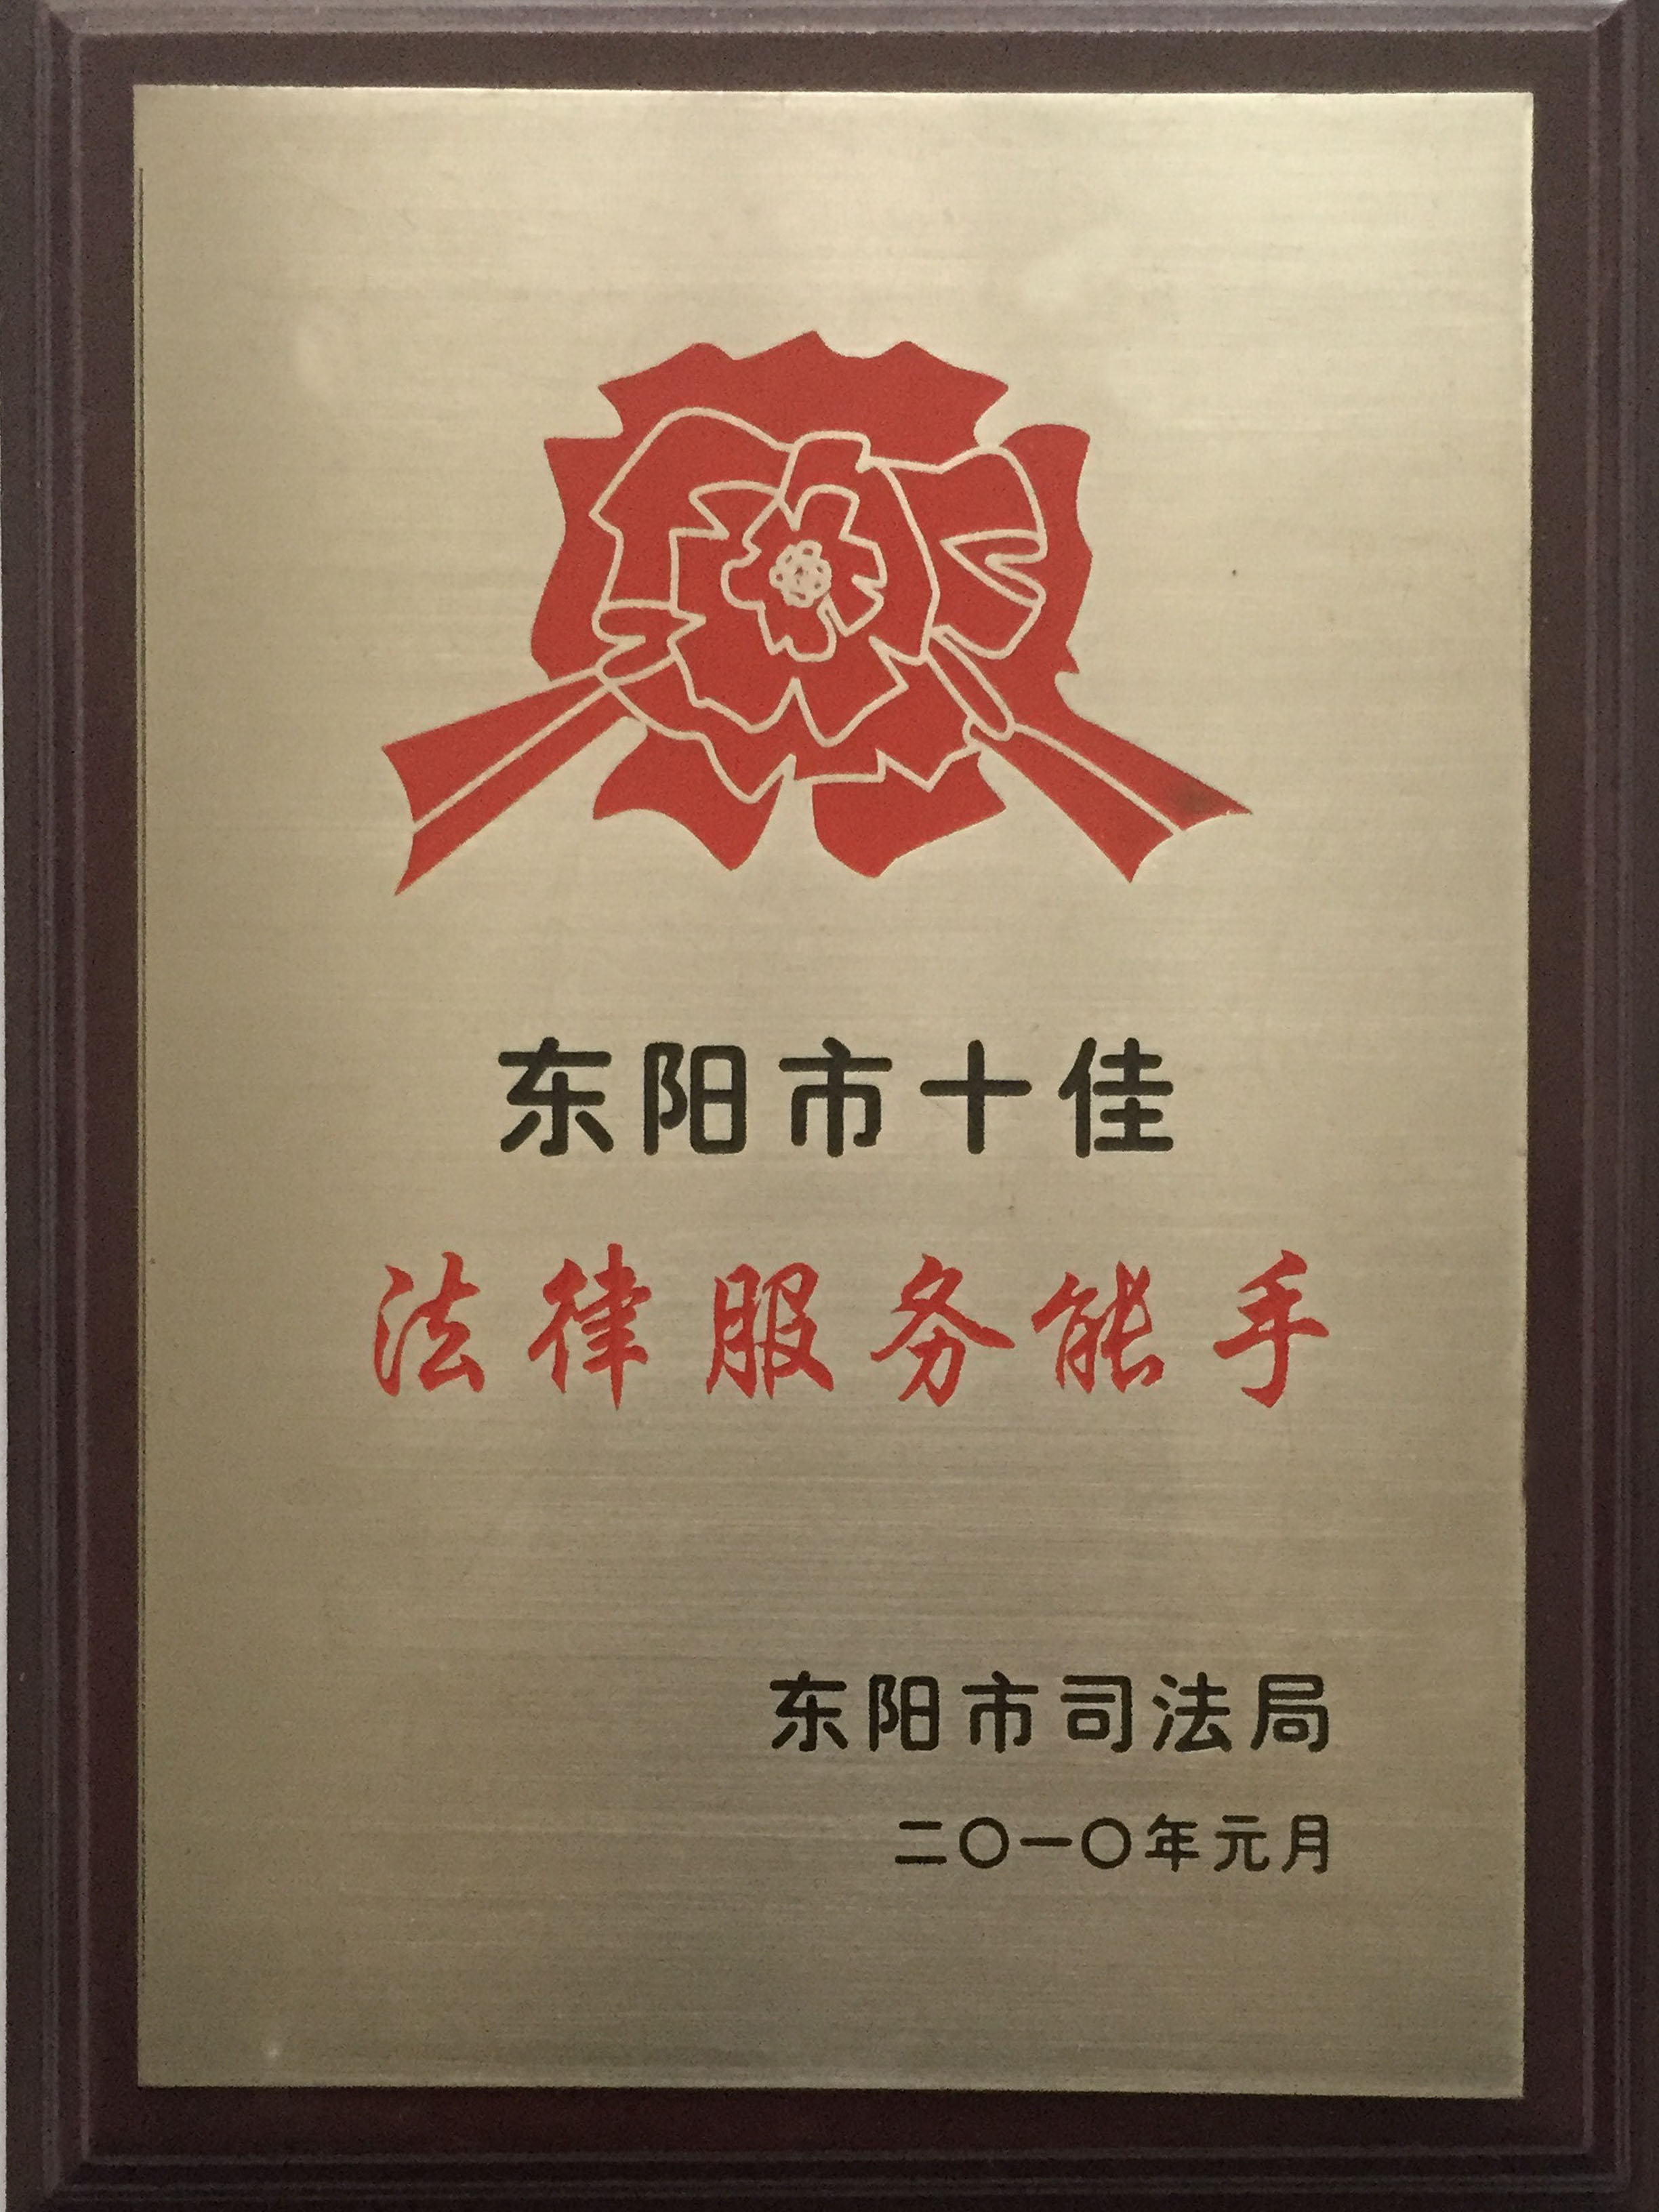 东阳市十佳
法律服务能手
东阳市司法局
二〇一〇年元月